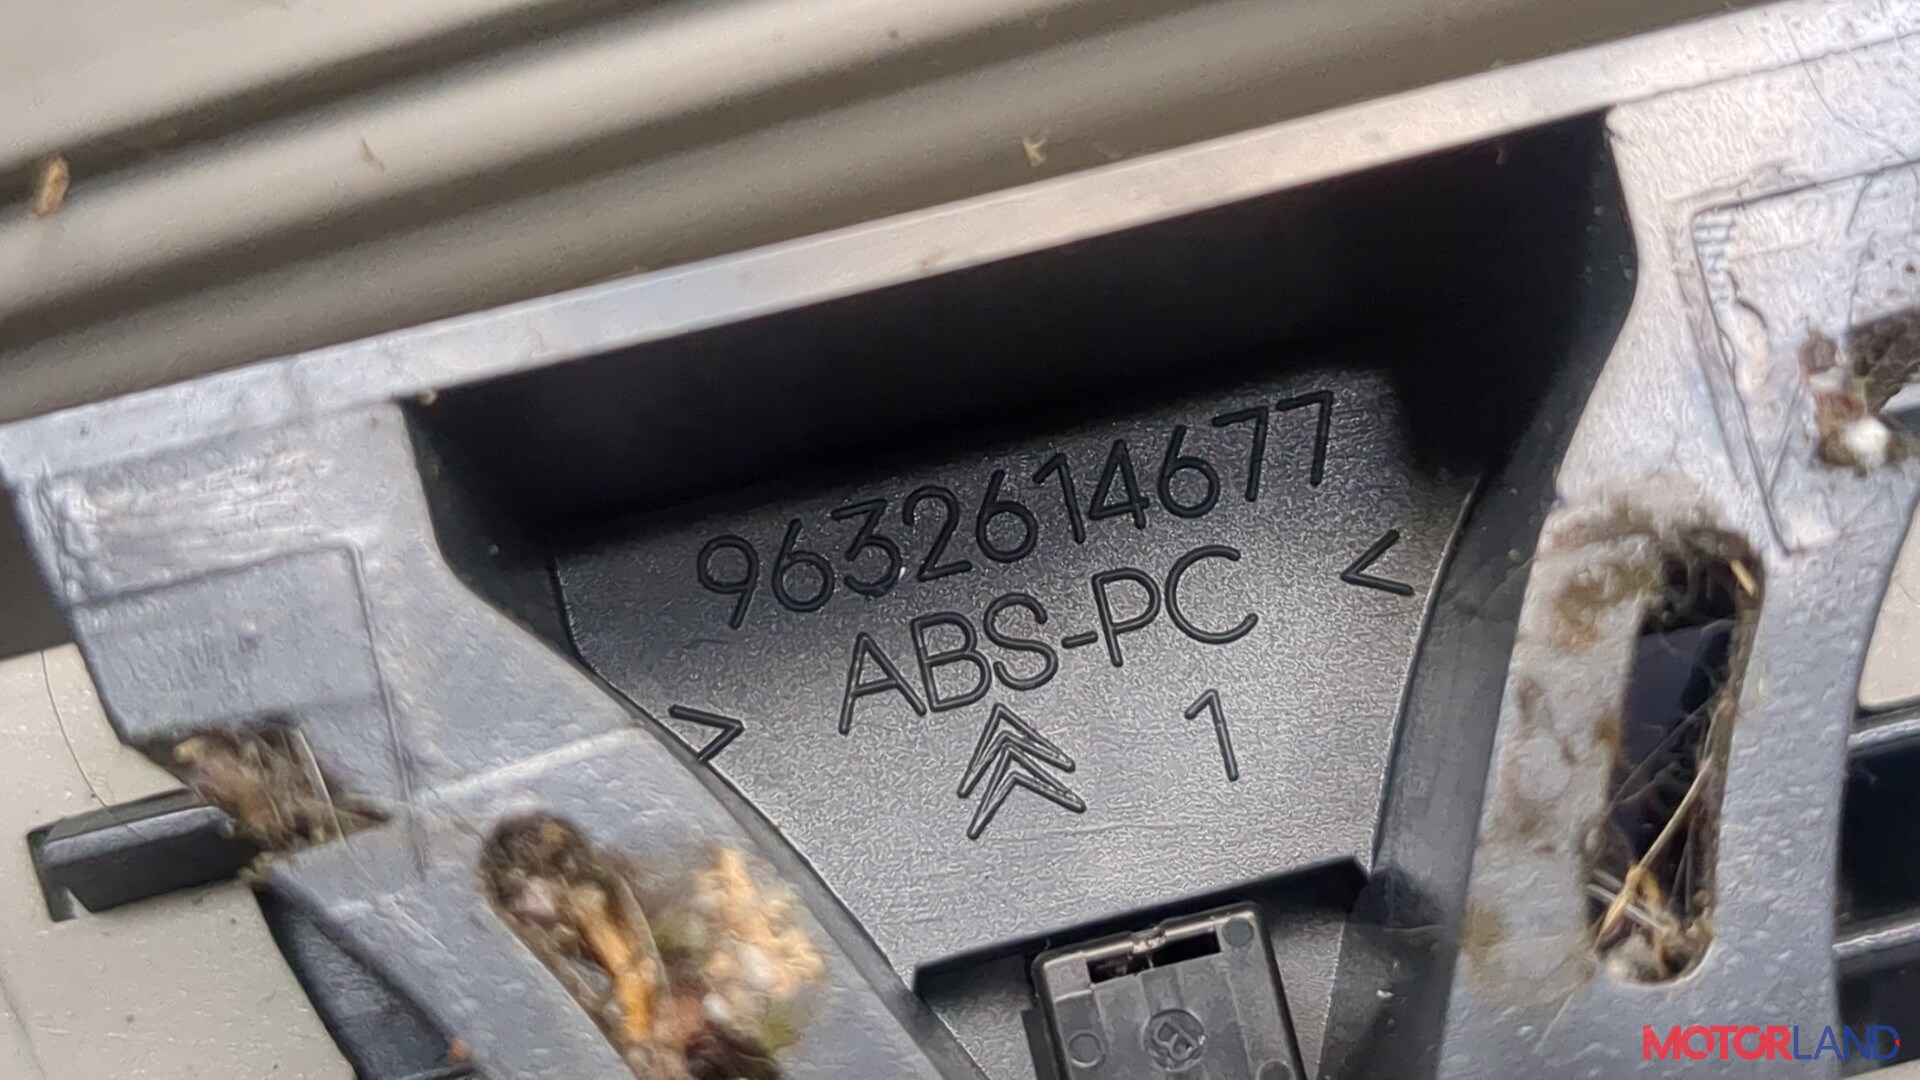 9632614677
> ABS-PC <
1
MOTORLAND